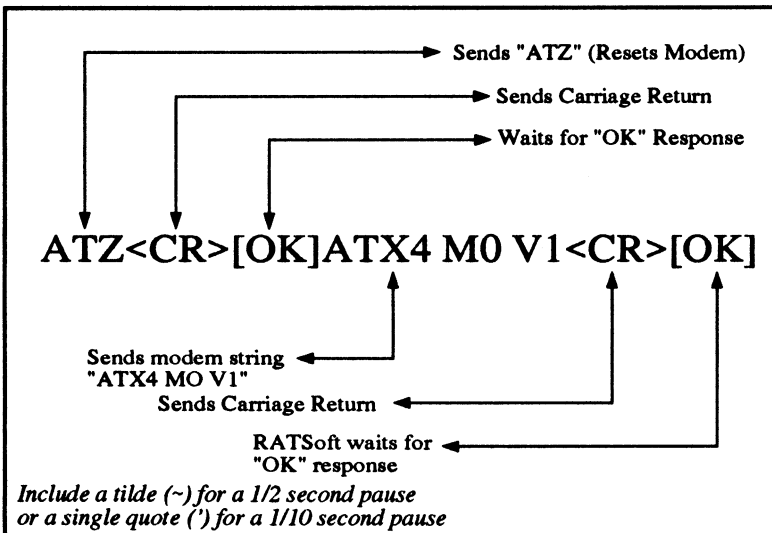 Sends "ATZ" (Resets Modem)
Sends Carriage Return
Waits for "OK" Response
ATZ<CR>[OK]ATX4 M0 V1<CR>[OK]
Sends modem string
"ATX4 MO V1"
Sends Carriage Return
RATSoft waits for
"OK" response
Include a tilde (~) for a 1/2 second pause
or a single quote (') for a 1/10 second pause